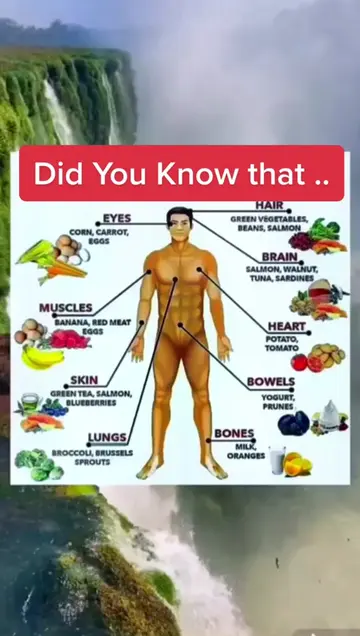 Did You Know that ..
HAIR
GREEN VEGETABLES,
BEANS, SALMON
EYES
CORN, CARROT,
EGGS
BRAIN
SALMON, WALNUT,
TUNA, SARDINES
MUSCLES
BANANA, RED MEAT
EGGS
HEART
POTATO,
TOMATO
SKIN
GREEN TEA, SALMON,
BLUEBERRIES
BOWELS
YOGURT,
PRUNES
LUNGS
BROCCOLI, BRUSSELS
SPROUTS
BONES
MILK,
ORANGES